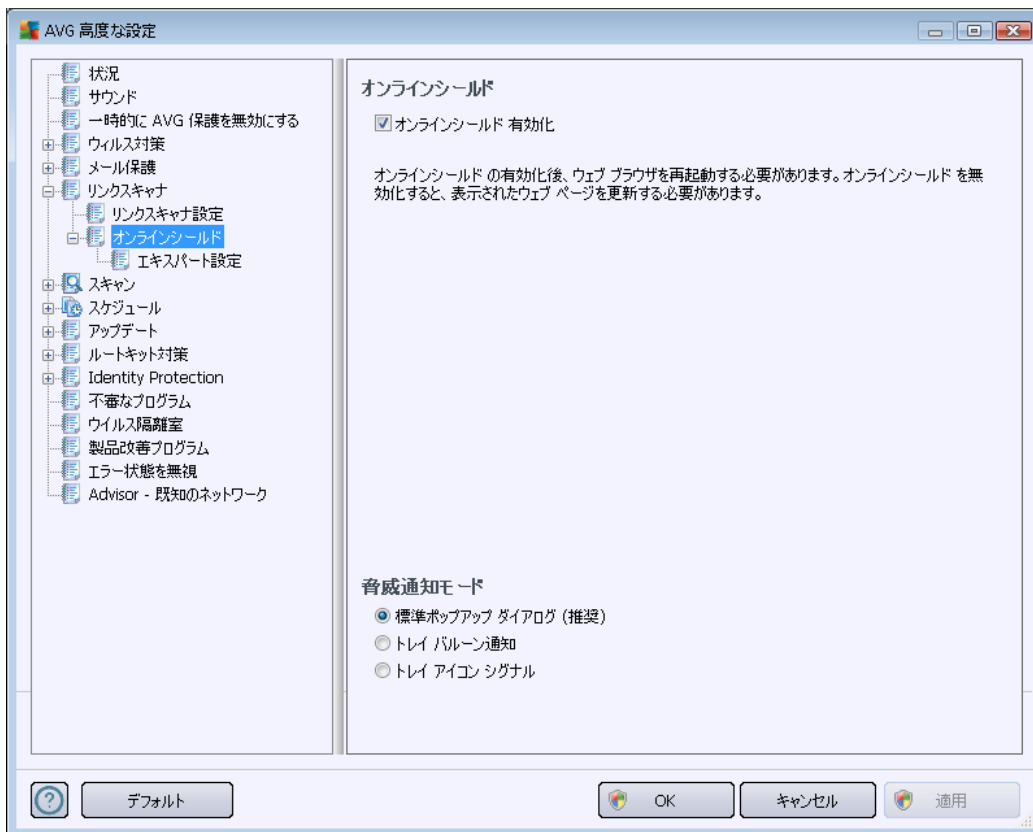 AVG 高度な設定
状況
サウンド
一時的に AVG 保護を無効にする
ウィルス対策
メール保護
リンクスキャナ
リンクスキャナ設定
オンラインシールド
エキスパート設定
スキャン
スケジュール
アップデート
ルートキット対策
Identity Protection
不審なプログラム
ウイルス隔離室
製品改善プログラム
エラー状態を無視
Advisor - 既知のネットワーク
オンラインシールド
オンラインシールド 有効化
オンラインシールド の有効化後、ウェブ ブラウザを再起動する必要があります。オンラインシールド を無
効化すると、表示されたウェブ ページを更新する必要があります。
脅威通知モード
標準ポップアップ ダイアログ (推奨)
トレイ バルーン通知
トレイ アイコン シグナル
デフォルト
OK
キャンセル
適用